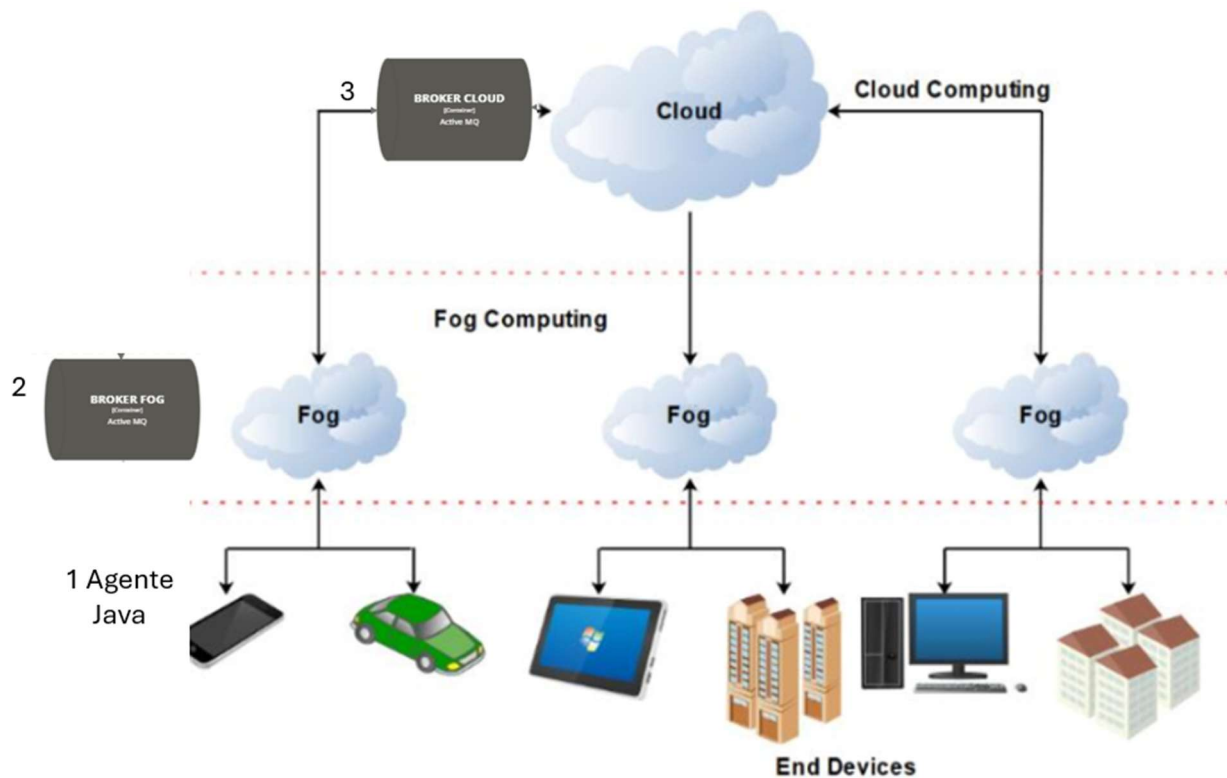 3
BROKER CLOUD
[Container]
Active MQ
Cloud
Cloud Computing
Fog Computing
2
BROKER FOG
[Container]
Active MQ
Fog
Fog
Fog
1 Agente
Java
End Devices